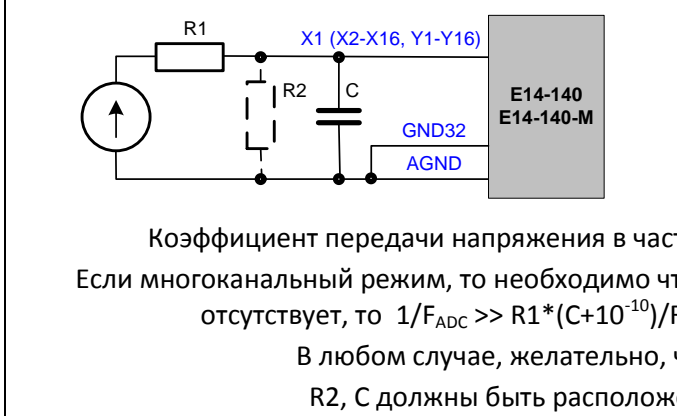 R1
X1 (X2-X16, Y1-Y16)
R2
C
E14-140
E14-140-M
GND32
AGND
Коэффициент передачи напряжения в част
Если многоканальный режим, то необходимо чт
отсутствует, то 1/F_ADC >> R1*(C+10^-10)/F
В любом случае, желательно, ч
R2, C должны быть расположе